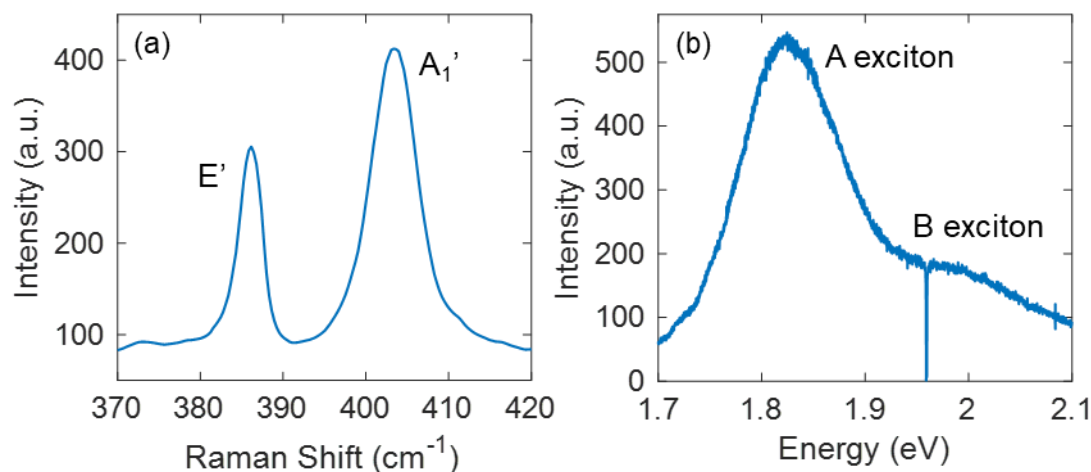 (a)
E’
A₁’
400
300
200
100
370 380 390 400 410 420
Intensity (a.u.)
Raman Shift (cm⁻¹)
(b)
A exciton
B exciton
500
400
300
200
100
0
1.7 1.8 1.9 2 2.1
Intensity (a.u.)
Energy (eV)